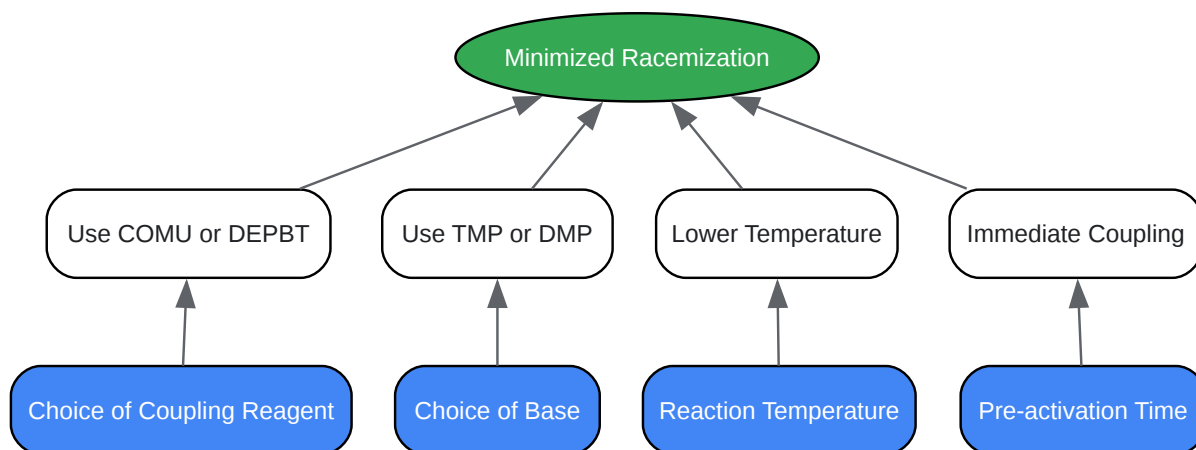 Minimized Racemization
Use COMU or DEPBT
Use TMP or DMP
Lower Temperature
Immediate Coupling
Choice of Coupling Reagent
Choice of Base
Reaction Temperature
Pre-activation Time